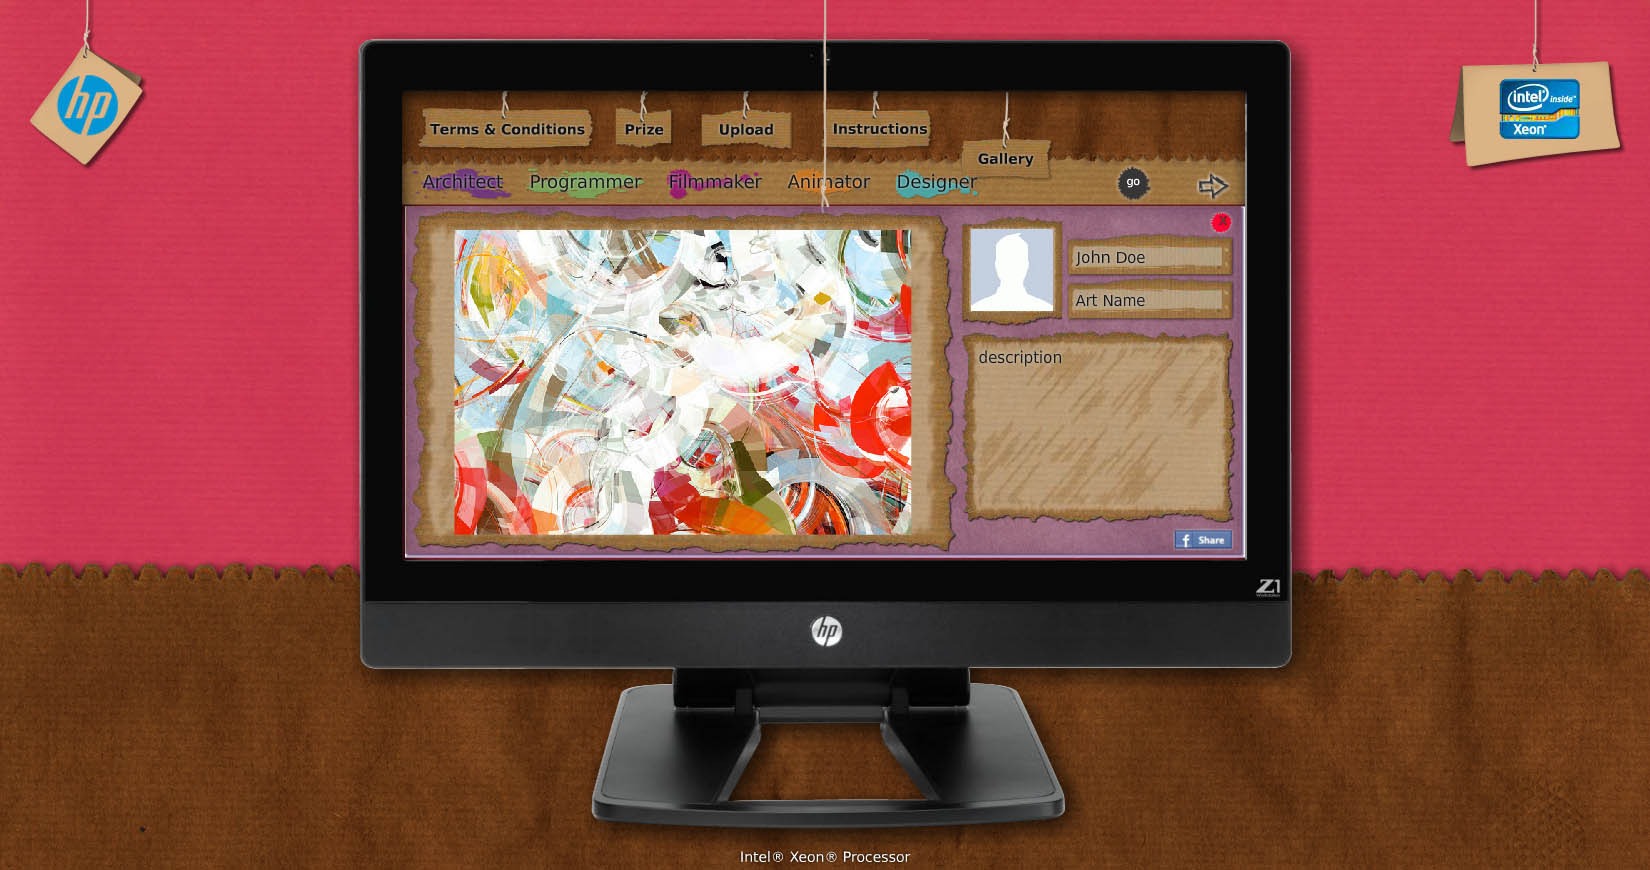 hp
intel inside™
Xeon®
Terms & Conditions
Prize
Upload
Instructions
Gallery
Architect
Programmer
Filmmaker
Animator
Designer
go
X
John Doe
Art Name
description
f Share
Z1
hp
Intel® Xeon® Processor